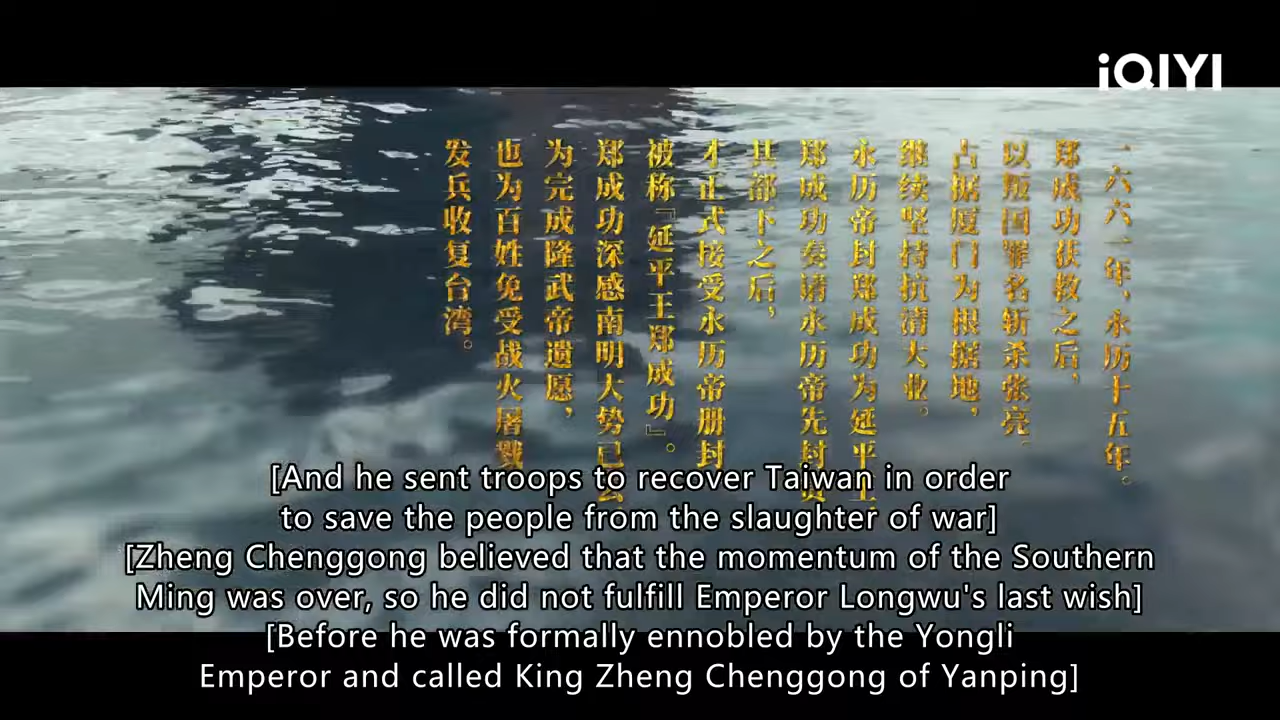 iQIYI
一六六一年、永历十五年。
郑成功获救之后，
以叛国罪名斩杀张亮。
占据厦门为根据地，
继续坚持抗清大业。
永历帝封郑成功为延平王
郑成功奏请永历帝先封赏
其部下之后，
才正式接受永历帝册封
被称『延平王郑成功』。
郑成功深感南明大势已去
为完成隆武帝遗愿，
也为百姓免受战火屠戮
发兵收复台湾。
[And he sent troops to recover Taiwan in order
to save the people from the slaughter of war]
[Zheng Chenggong believed that the momentum of the Southern
Ming was over, so he did not fulfill Emperor Longwu's last wish]
[Before he was formally ennobled by the Yongli
Emperor and called King Zheng Chenggong of Yanping]